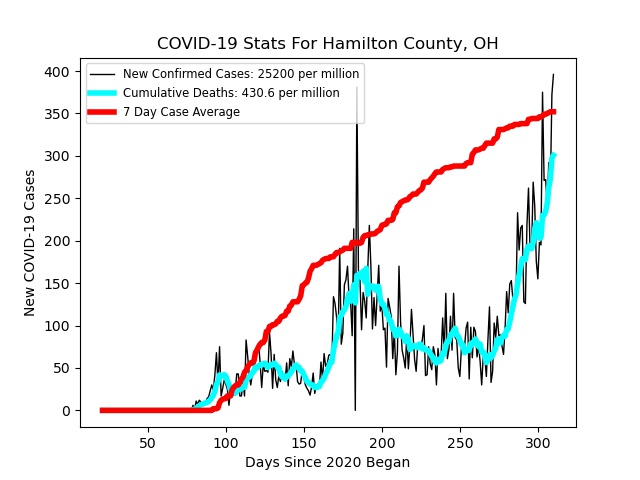 COVID-19 Stats For Hamilton County, OH
New Confirmed Cases: 25200 per million
Cumulative Deaths: 430.6 per million
7 Day Case Average
New COVID-19 Cases
400
350
300
250
200
150
100
50
0
50 100 150 200 250 300
Days Since 2020 Began